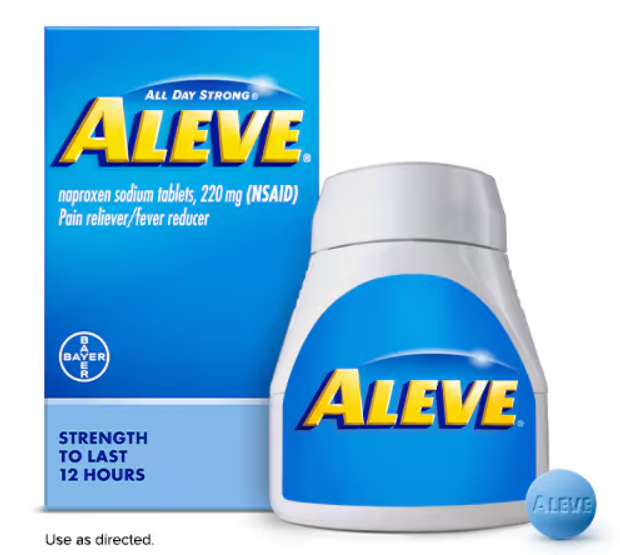 ALL DAY STRONG®
ALEVE®
naproxen sodium tablets, 220 mg (NSAID)
Pain reliever/fever reducer
BAYER
BAYER
STRENGTH
TO LAST
12 HOURS
ALEVE®
ALEVE
Use as directed.